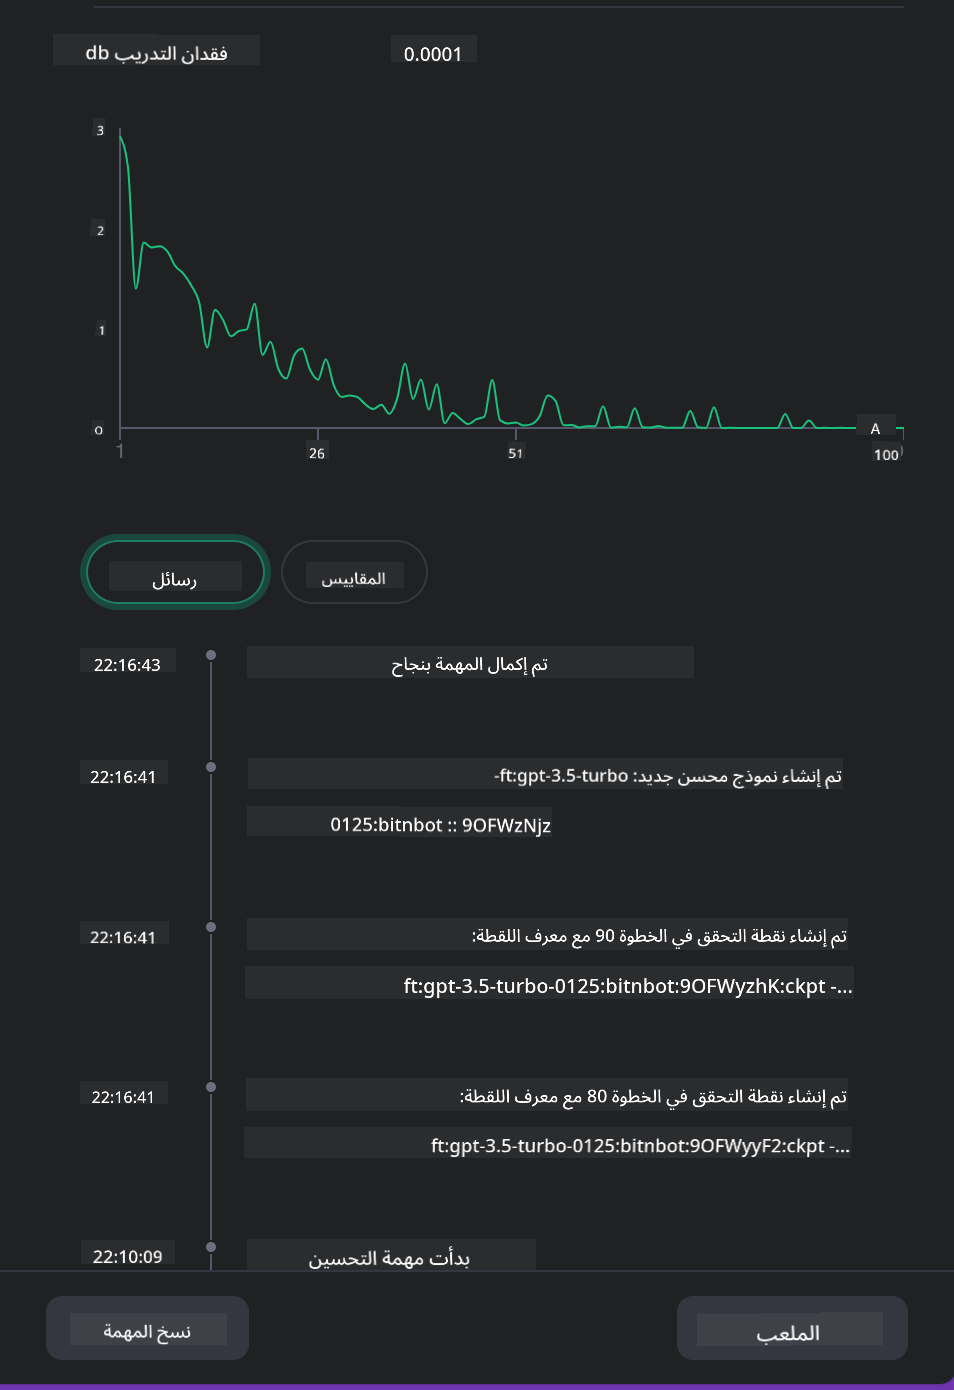 فقدان التدريب db
0.0001
3
2
1
o
A
1
26
51
100
رسائل
المقاييس
22:16:43
تم إكمال المهمة بنجاح
22:16:41
تم إنشاء نموذج محسن جديد: ft:gpt-3.5-turbo-
0125:bitnbot :: 9OFWzNjz
22:16:41
تم إنشاء نقطة التحقق في الخطوة 90 مع معرف اللقطة:
ft:gpt-3.5-turbo-0125:bitnbot:9OFWyzhK:ckpt -...
22:16:41
تم إنشاء نقطة التحقق في الخطوة 80 مع معرف اللقطة:
ft:gpt-3.5-turbo-0125:bitnbot:9OFWyyF2:ckpt -...
22:10:09
بدأت مهمة التحسين
نسخ المهمة
الملعب